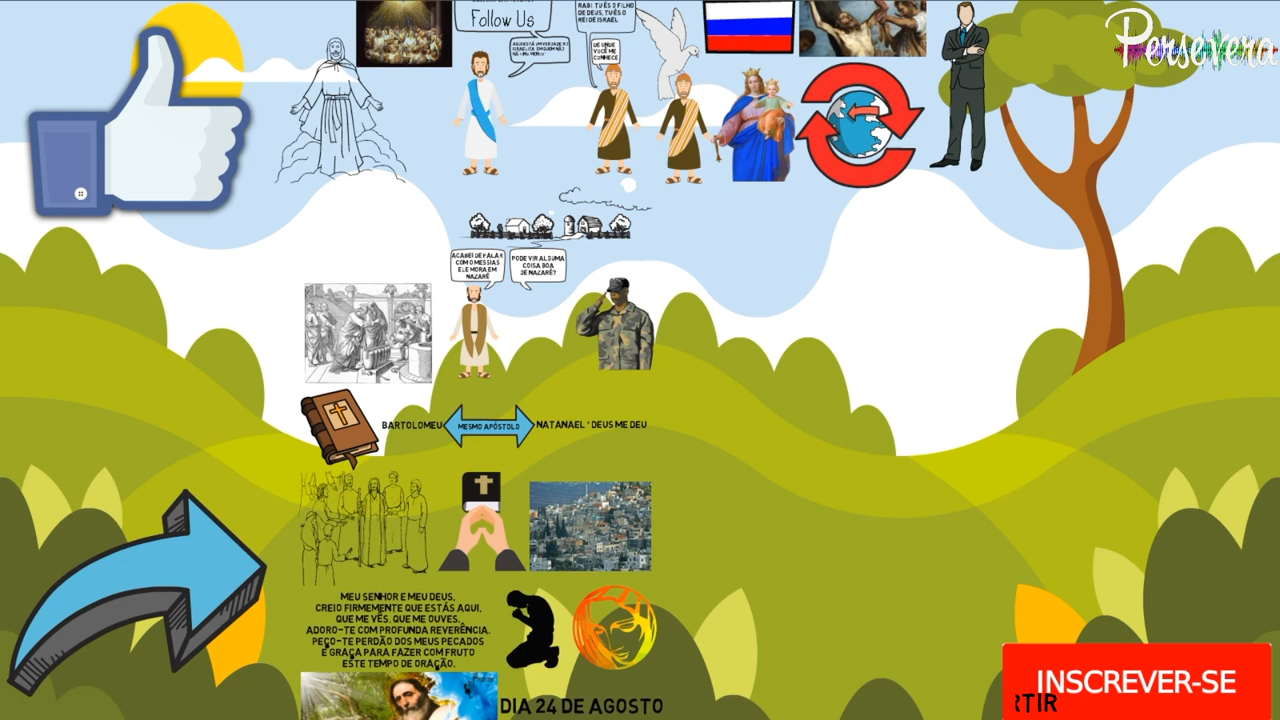 Follow Us
RABI TU ÉS O FILHO
DE DEUS, TU ÉS O
REI DE ISRAEL
DE ONDE
VOCÊ ME
CONHECE
Persevera
ACABEI DE FALAR
COM O MESSIAS
ELE MORA EM
NAZARÉ
PODE VIR ALGUMA
COISA BOA
DE NAZARÉ?
BARTOLOMEU
MESMO APÓSTOLO
NATANAEL * DEUS ME DEU
MEU SENHOR E MEU DEUS,
CREIO FIRMEMENTE QUE ESTÁS AQUI,
QUE ME VÊS, QUE ME OUVES.
ADORO-TE COM PROFUNDA REVERÊNCIA.
PEÇO-TE PERDÃO DOS MEUS PECADOS
E GRAÇA PARA FAZER COM FRUTO
ESTE TEMPO DE ORAÇÃO.
DIA 24 DE AGOSTO
INSCREVER-SE
RTIR